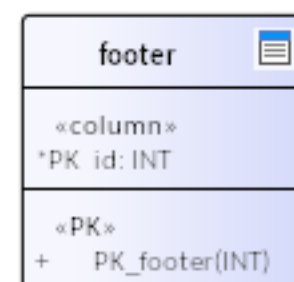 footer
«column»
*PK id: INT
«PK»
+ PK_footer(INT)